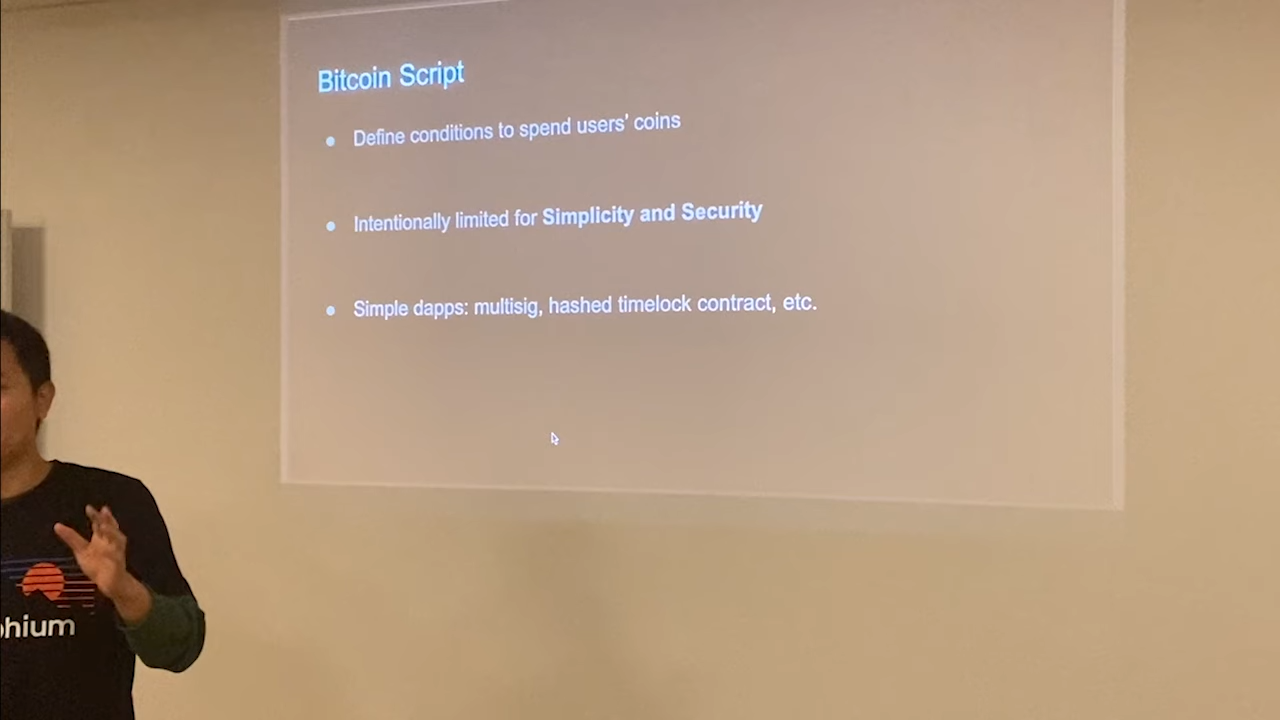 Bitcoin Script
● Define conditions to spend users’ coins
● Intentionally limited for Simplicity and Security
● Simple dapps: multisig, hashed timelock contract, etc.
phium